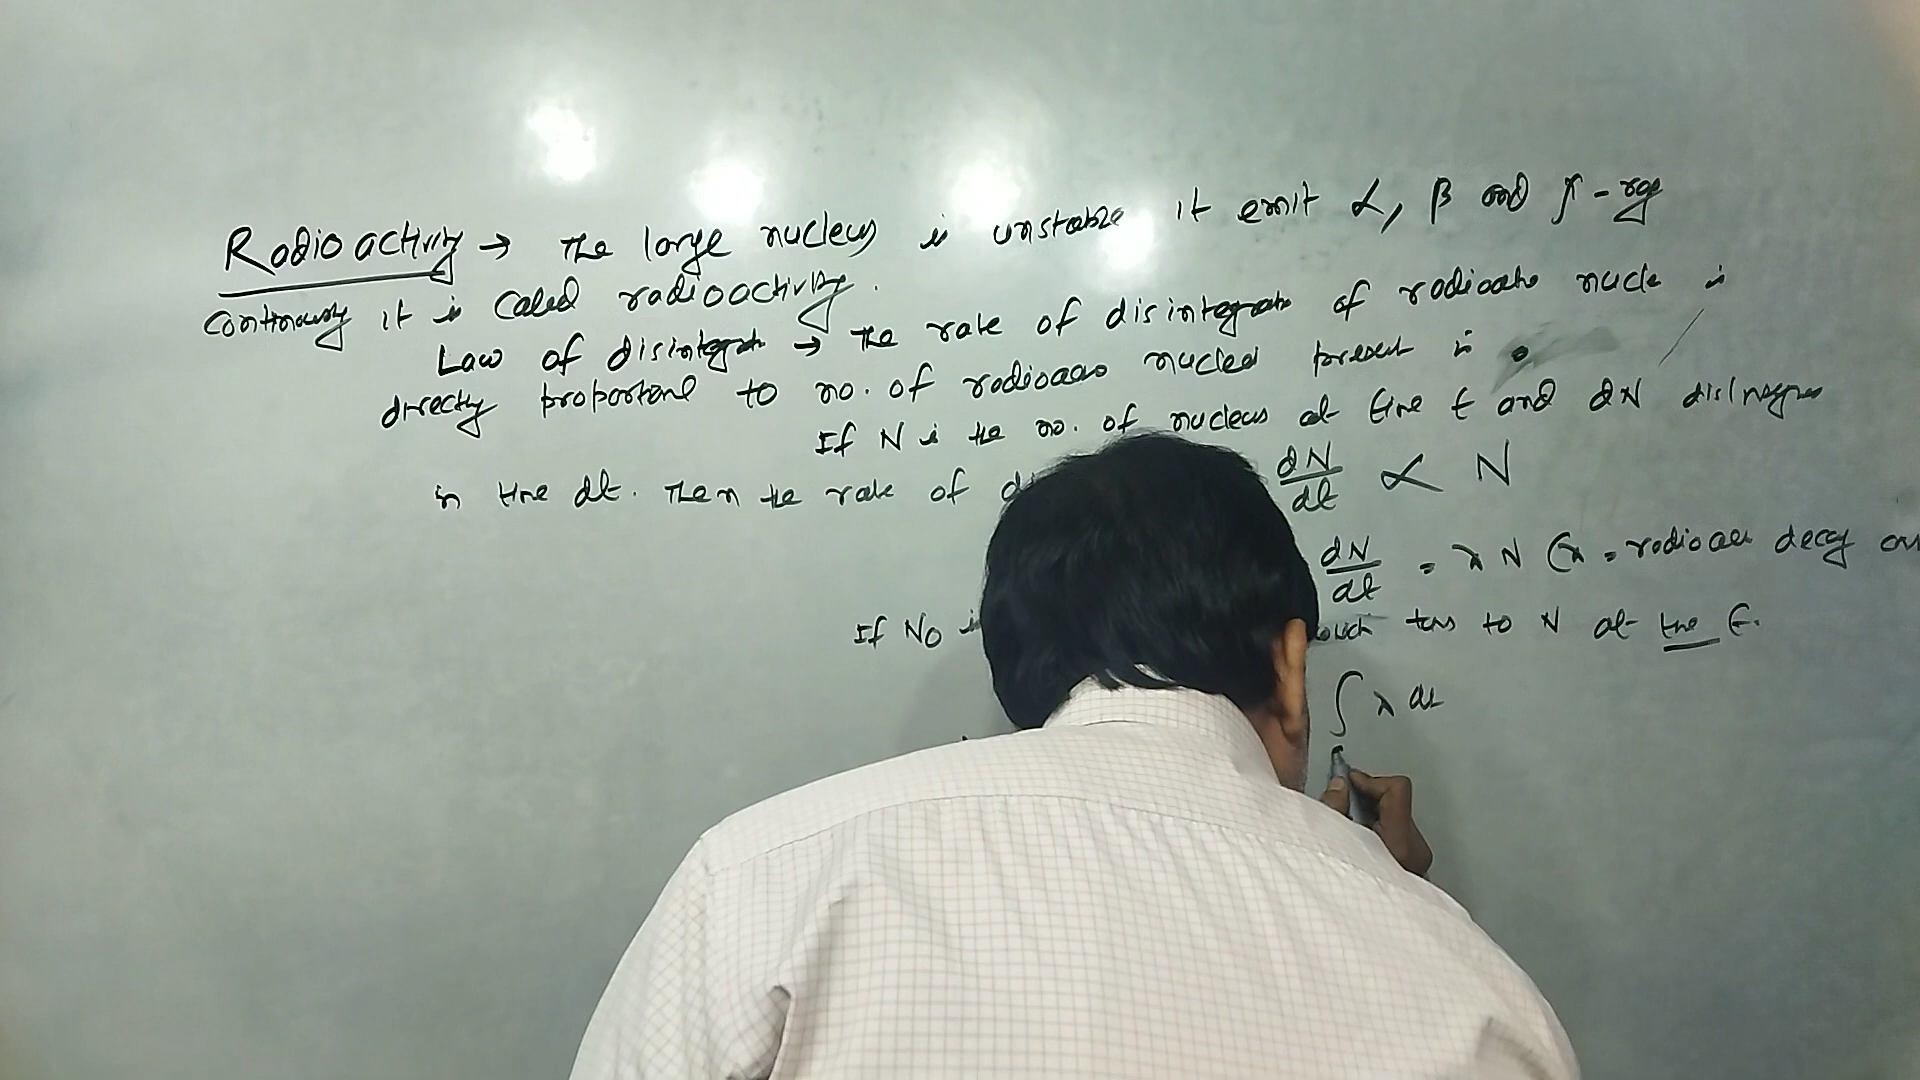 Radioactivity → The large nucleus is unstable it emit α, β and γ - rays
continuously it is called radioactivity.
Law of disintegration → The rate of disintegration of radioactive nuclei is
directly proportional to no. of radioactive nuclei present in
If N is the no. of nucleus at time t and dN disintegrates
in time dt. Then the rate of dN/dt ∝ N
dN/dt = λ N (λ = radioactive decay
If N0 which to N at time t.
∫ λ dt